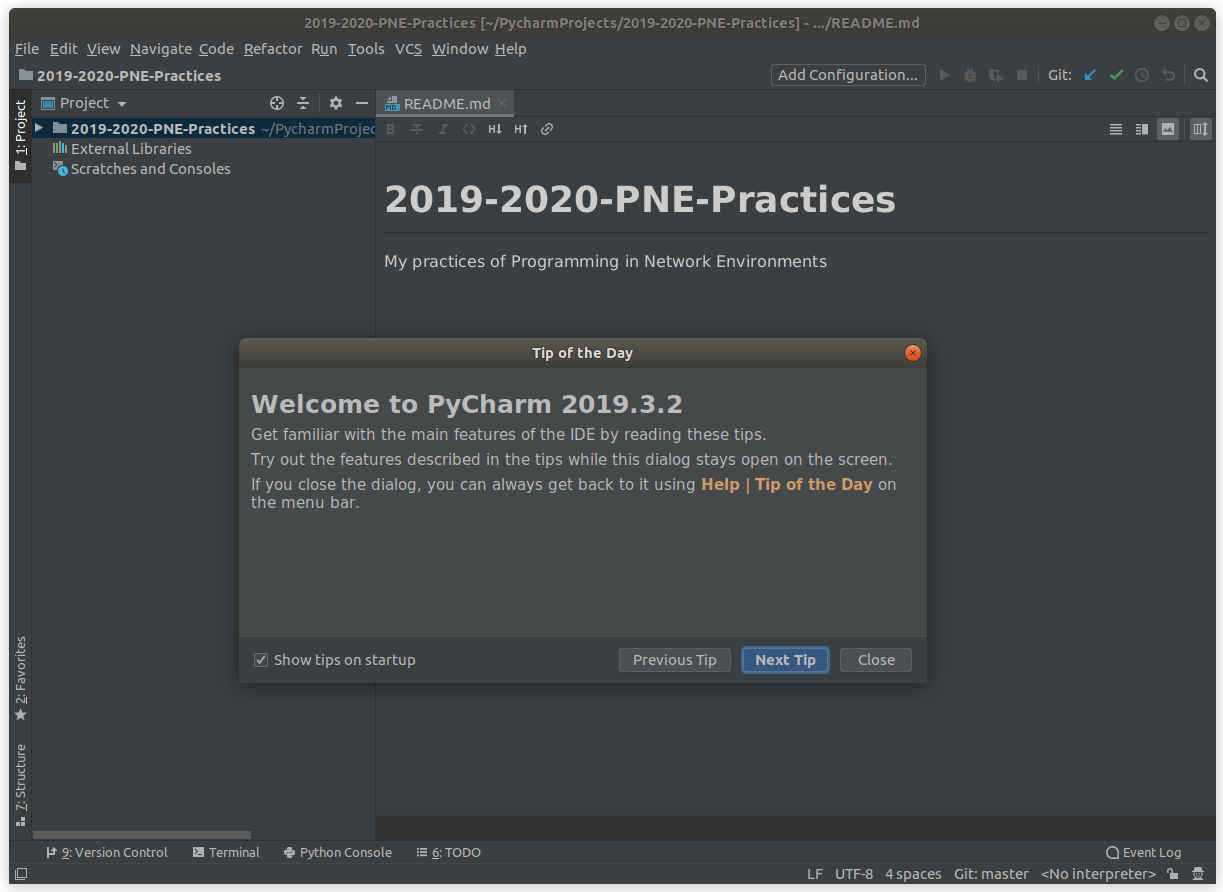 2019-2020-PNE-Practices [~/PycharmProjects/2019-2020-PNE-Practices] - .../README.md
File Edit View Navigate Code Refactor Run Tools VCS Window Help
2019-2020-PNE-Practices
Add Configuration...
Git:
1: Project
Project
README.md
2019-2020-PNE-Practices ~/PycharmProjec
External Libraries
Scratches and Consoles
B I <> H↓ H↑
2019-2020-PNE-Practices
My practices of Programming in Network Environments
Tip of the Day
Welcome to PyCharm 2019.3.2
Get familiar with the main features of the IDE by reading these tips.
Try out the features described in the tips while this dialog stays open on the screen.
If you close the dialog, you can always get back to it using Help | Tip of the Day on
the menu bar.
Show tips on startup
Previous Tip
Next Tip
Close
2: Favorites
7: Structure
9: Version Control
Terminal
Python Console
6: TODO
Event Log
LF UTF-8 4 spaces Git: master <No interpreter>